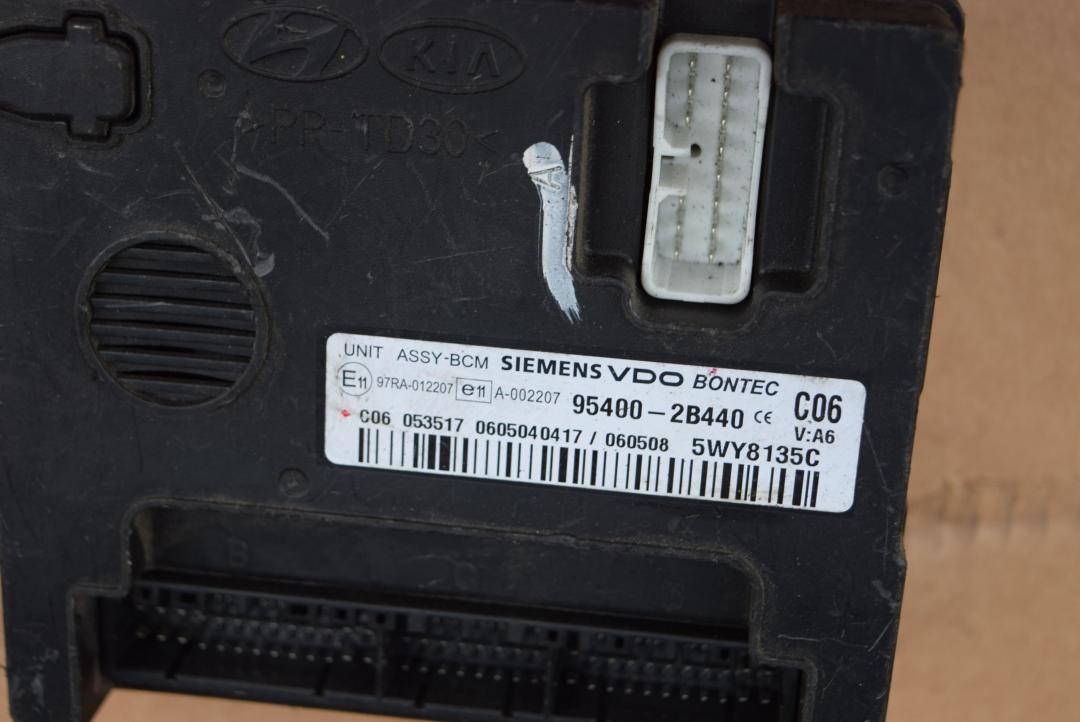 KIA
>PP-TD30<
A1
UNIT ASSY-BCM SIEMENS VDO BONTEC
E11 97RA-012207 e11 A-002207 95400-2B440 CE C06
V:A6
C06 053517 0605040417 / 060508 5WY8135C
B